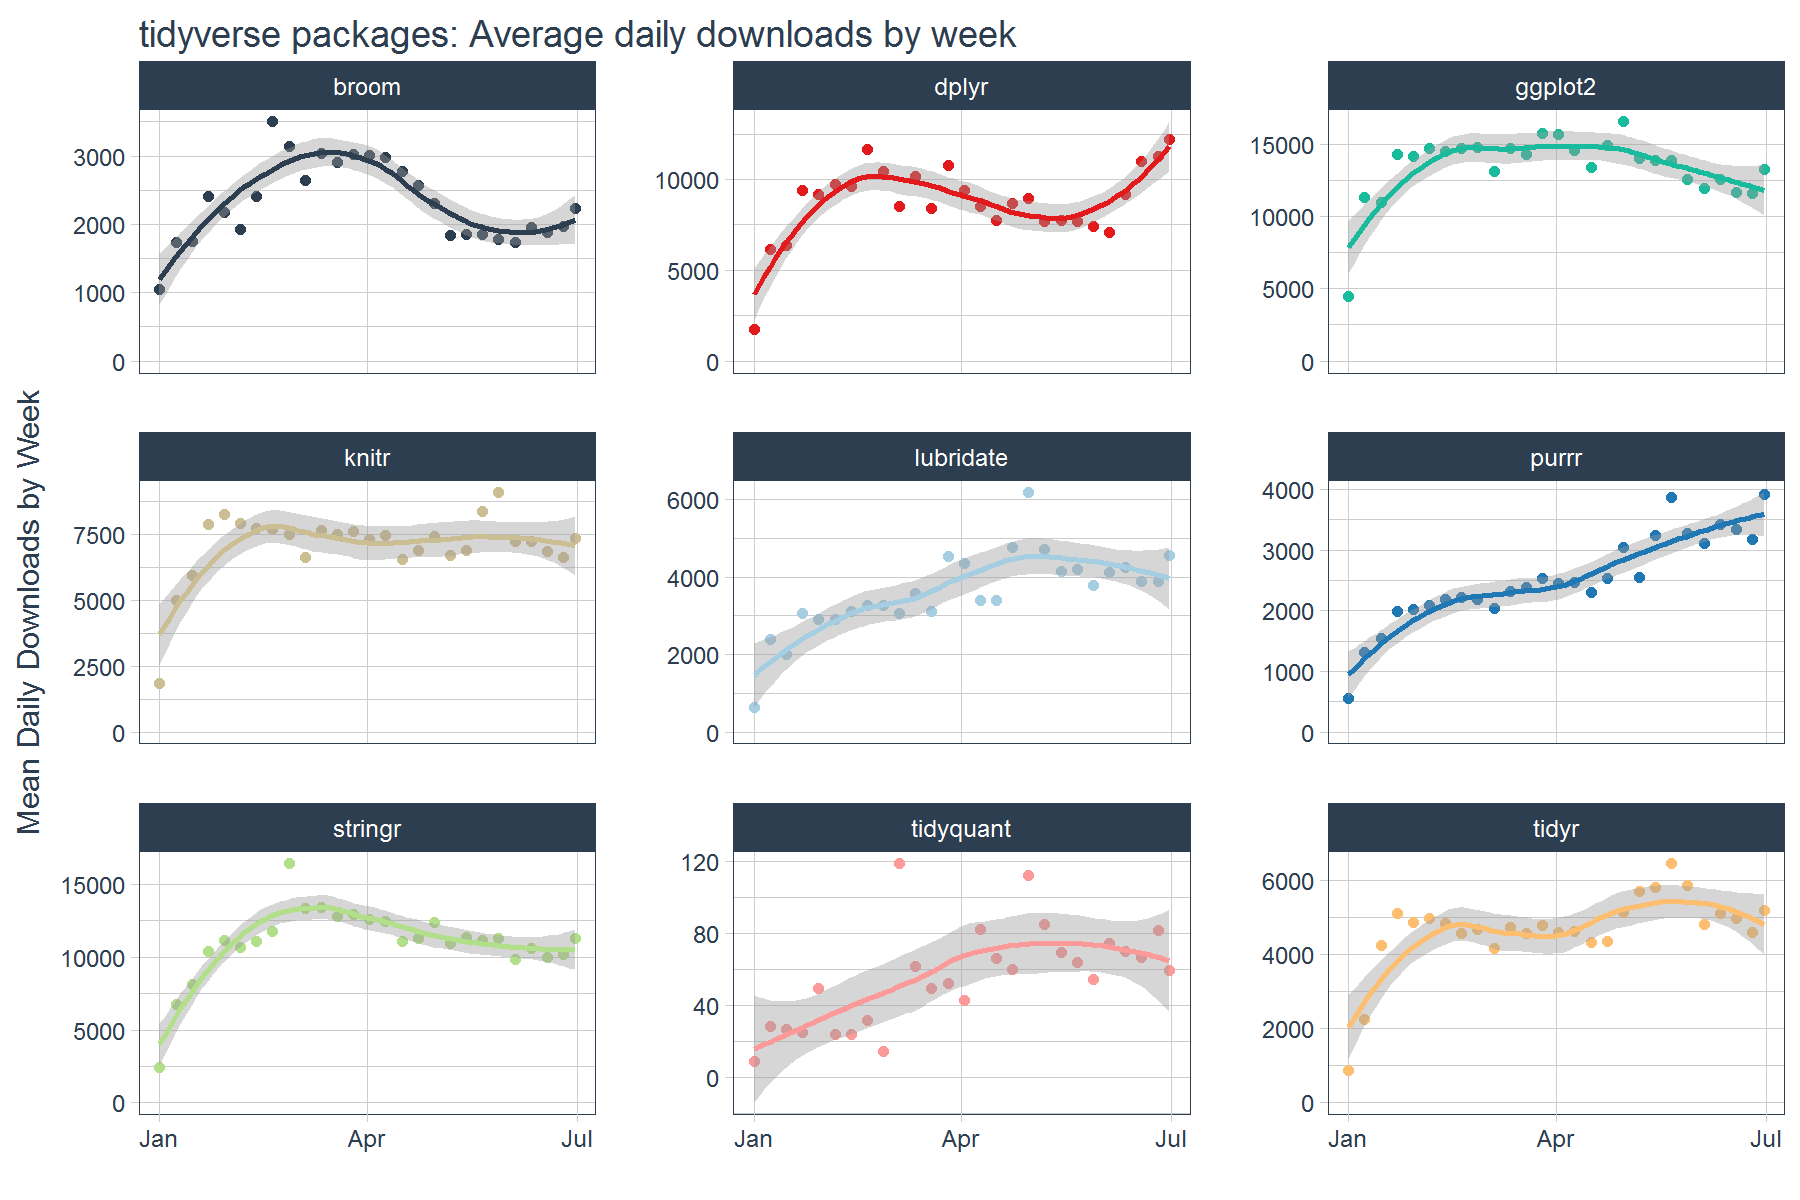 tidyverse packages: Average daily downloads by week
Mean Daily Downloads by Week
broom
3000
2000
1000
0
dplyr
10000
5000
0
ggplot2
15000
10000
5000
0
knitr
7500
5000
2500
0
lubridate
6000
4000
2000
0
purrr
4000
3000
2000
1000
0
stringr
15000
10000
5000
0
Jan Apr Jul
tidyquant
120
80
40
0
Jan Apr Jul
tidyr
6000
4000
2000
0
Jan Apr Jul